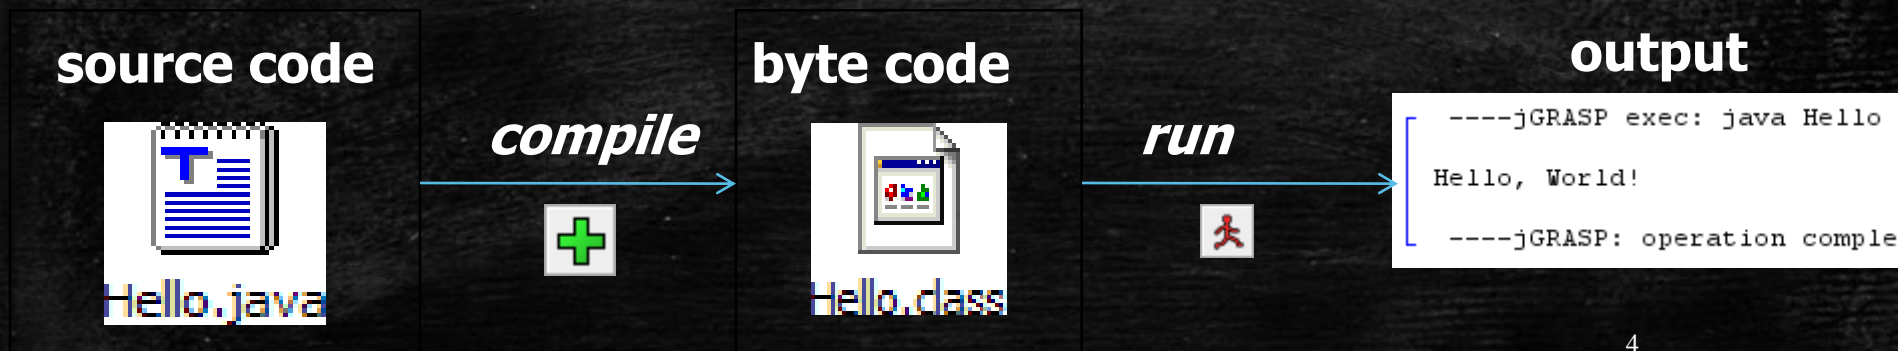 source code
Hello.java
compile
byte code
Hello.class
run
output
----jGRASP exec: java Hello
Hello, World!
----jGRASP: operation comple
4